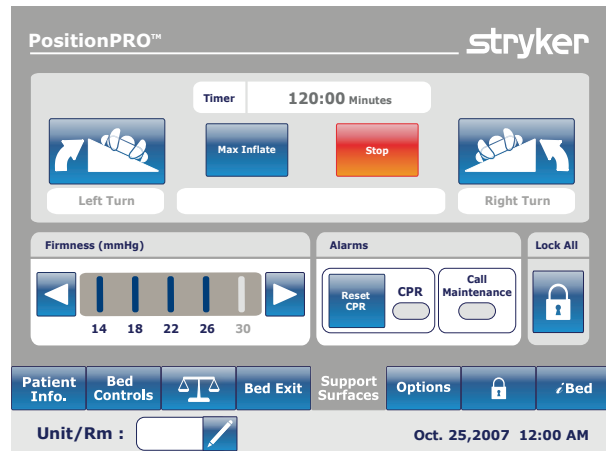 PositionPRO™
stryker
Timer 120:00 Minutes
Max Inflate
Stop
Left Turn
Right Turn
Firmness (mmHg)
Alarms
Lock All
Reset
CPR
CPR
Call
Maintenance
14 18 22 26 30
Patient
Info.
Bed
Controls
Bed Exit
Support
Surfaces
Options
iBed
Unit/Rm :
Oct. 25,2007 12:00 AM